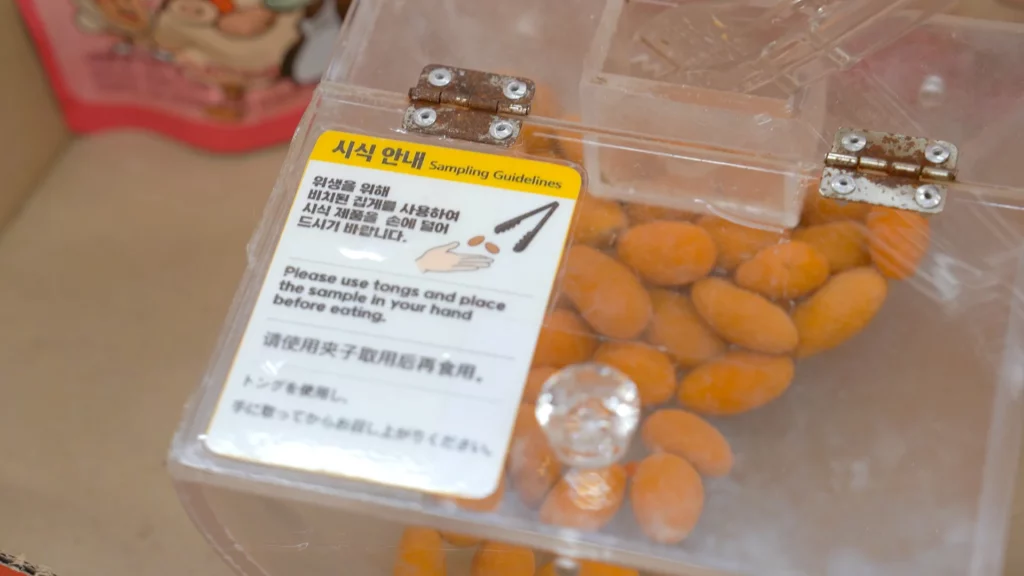 시식 안내 Sampling Guidelines
위생을 위해
비치된 집게를 사용하여
시식 제품을 손에 덜어
드시기 바랍니다.
Please use tongs and place
the sample in your hand
before eating.
请使用夹子取用后再食用。
トングを使用し、
手に取ってからお召し上がりください。